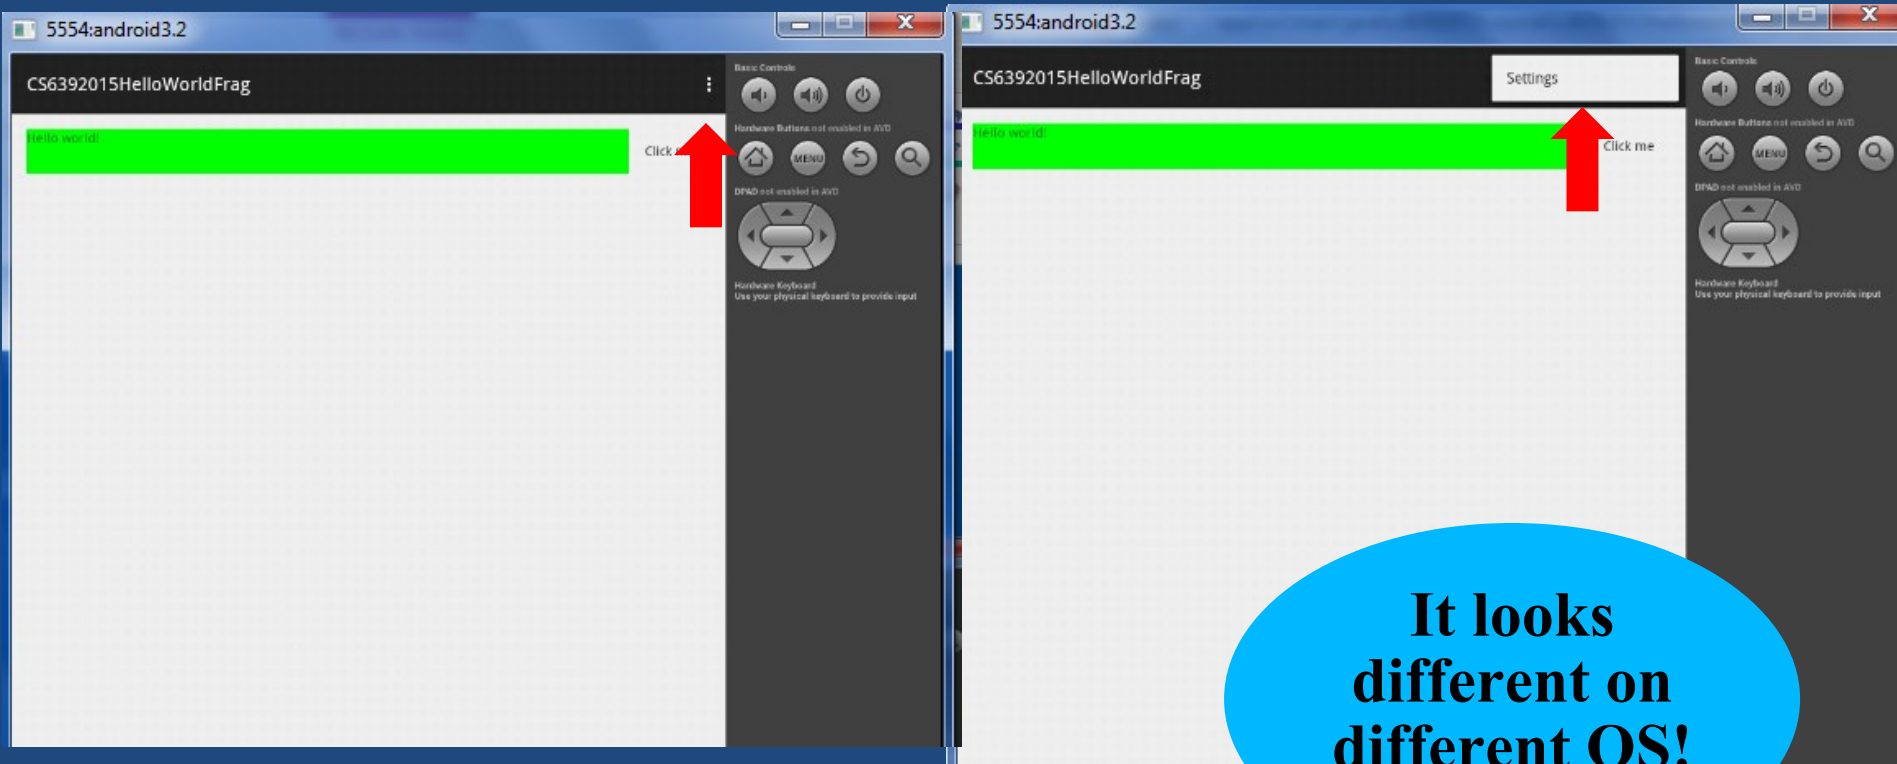 5554:android3.2
CS6392015HelloWorldFrag
Hello world!
Click
Basic Controls
Hardware Buttons not enabled in AVD
MENU
DPAD not enabled in AVD
Hardware Keyboard
Use your physical keyboard to provide input
5554:android3.2
CS6392015HelloWorldFrag
Settings
Hello world!
Click me
Basic Controls
Hardware Buttons not enabled in AVD
MENU
DPAD not enabled in AVD
Hardware Keyboard
Use your physical keyboard to provide input
It looks
different on
different OS!